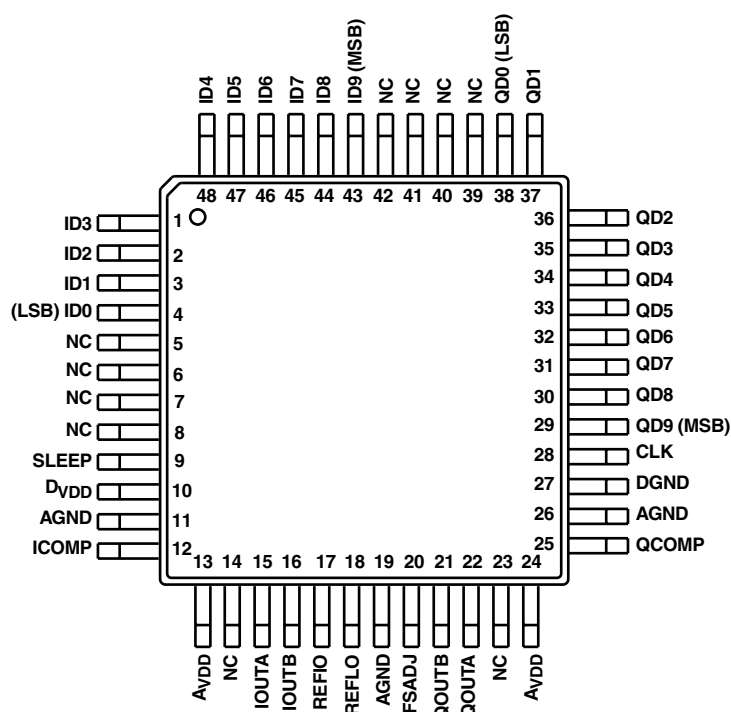 ID4
ID5
ID6
ID7
ID8
ID9 (MSB)
NC
NC
NC
NC
QD0 (LSB)
QD1
48
47
46
45
44
43
42
41
40
39
38
37
ID3
1
ID2
2
ID1
3
(LSB) ID0
4
NC
5
NC
6
NC
7
NC
8
SLEEP
9
DVDD
10
AGND
11
ICOMP
12
36
QD2
35
QD3
34
QD4
33
QD5
32
QD6
31
QD7
30
QD8
29
QD9 (MSB)
28
CLK
27
DGND
26
AGND
25
QCOMP
13
14
15
16
17
18
19
20
21
22
23
24
AVDD
NC
IOUTA
IOUTB
REFIO
REFLO
AGND
FSADJ
QOUTB
QOUTA
NC
AVDD